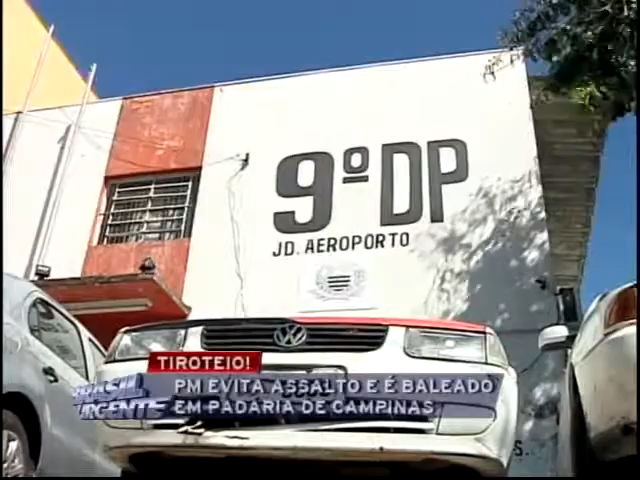 9º DP
JD. AEROPORTO
TIROTEIO!
BRASIL
URGENTE
PM EVITA ASSALTO E É BALEADO
EM PADARIA DE CAMPINAS